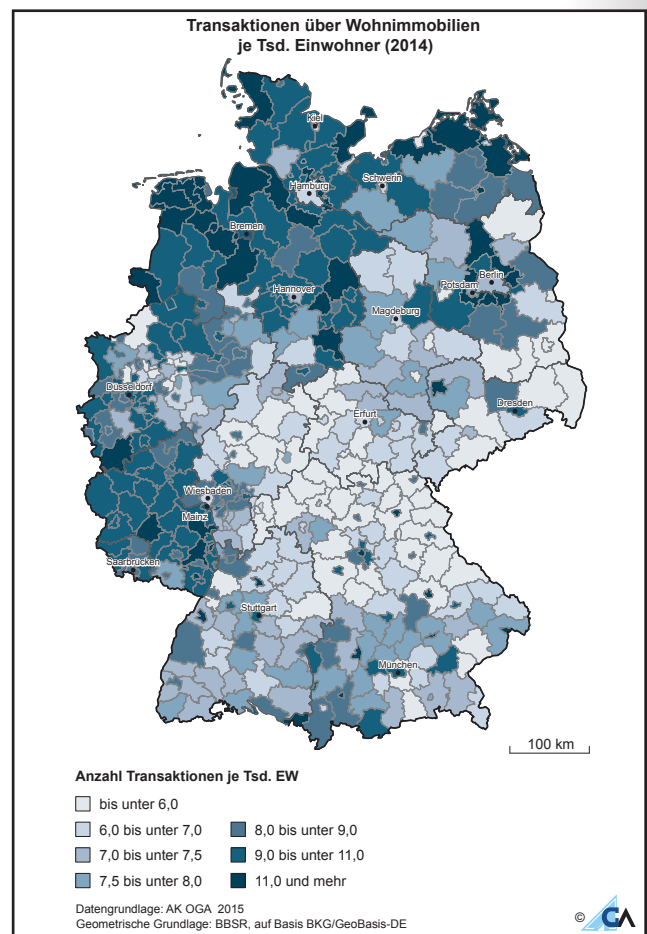 Transaktionen über Wohnimmobilien
je Tsd. Einwohner (2014)
Kiel
Hamburg
Schwerin
Bremen
Berlin
Potsdam
Hannover
Magdeburg
Düsseldorf
Dresden
Erfurt
Wiesbaden
Mainz
Saarbrücken
Stuttgart
München
100 km
Anzahl Transaktionen je Tsd. EW
bis unter 6,0
6,0 bis unter 7,0
8,0 bis unter 9,0
7,0 bis unter 7,5
9,0 bis unter 11,0
7,5 bis unter 8,0
11,0 und mehr
Datengrundlage: AK OGA 2015
Geometrische Grundlage: BBSR, auf Basis BKG/GeoBasis-DE
© GA